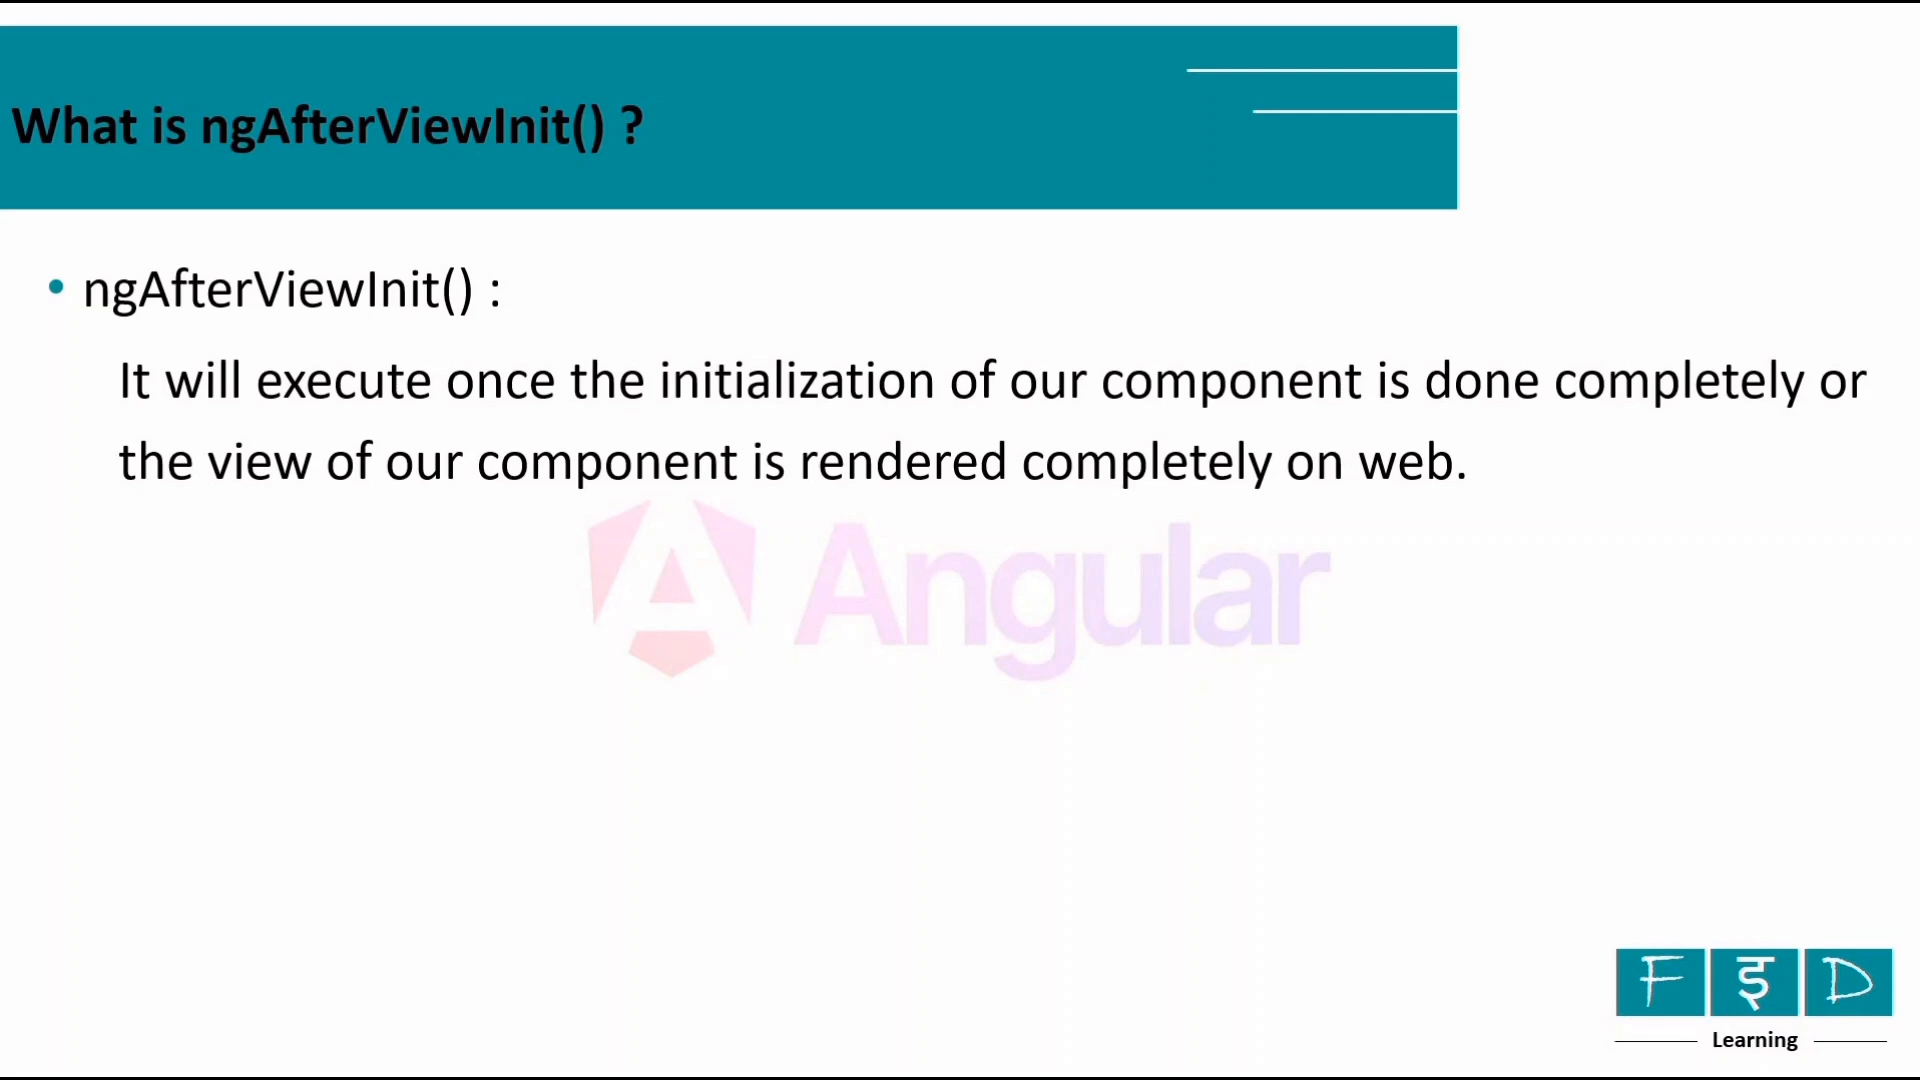 What is ngAfterViewInit() ?
• ngAfterViewInit() :
It will execute once the initialization of our component is done completely or
the view of our component is rendered completely on web.
Angular
F इ D
Learning